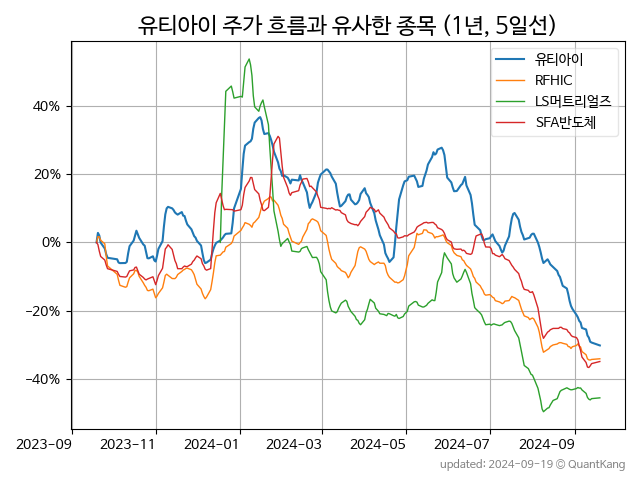 유티아이 주가 흐름과 유사한 종목 (1년, 5일선)
유티아이
RFHIC
LS머트리얼즈
SFA반도체
40%
20%
0%
−20%
−40%
2023-09 2023-11 2024-01 2024-03 2024-05 2024-07 2024-09
updated: 2024-09-19 © QuantKang